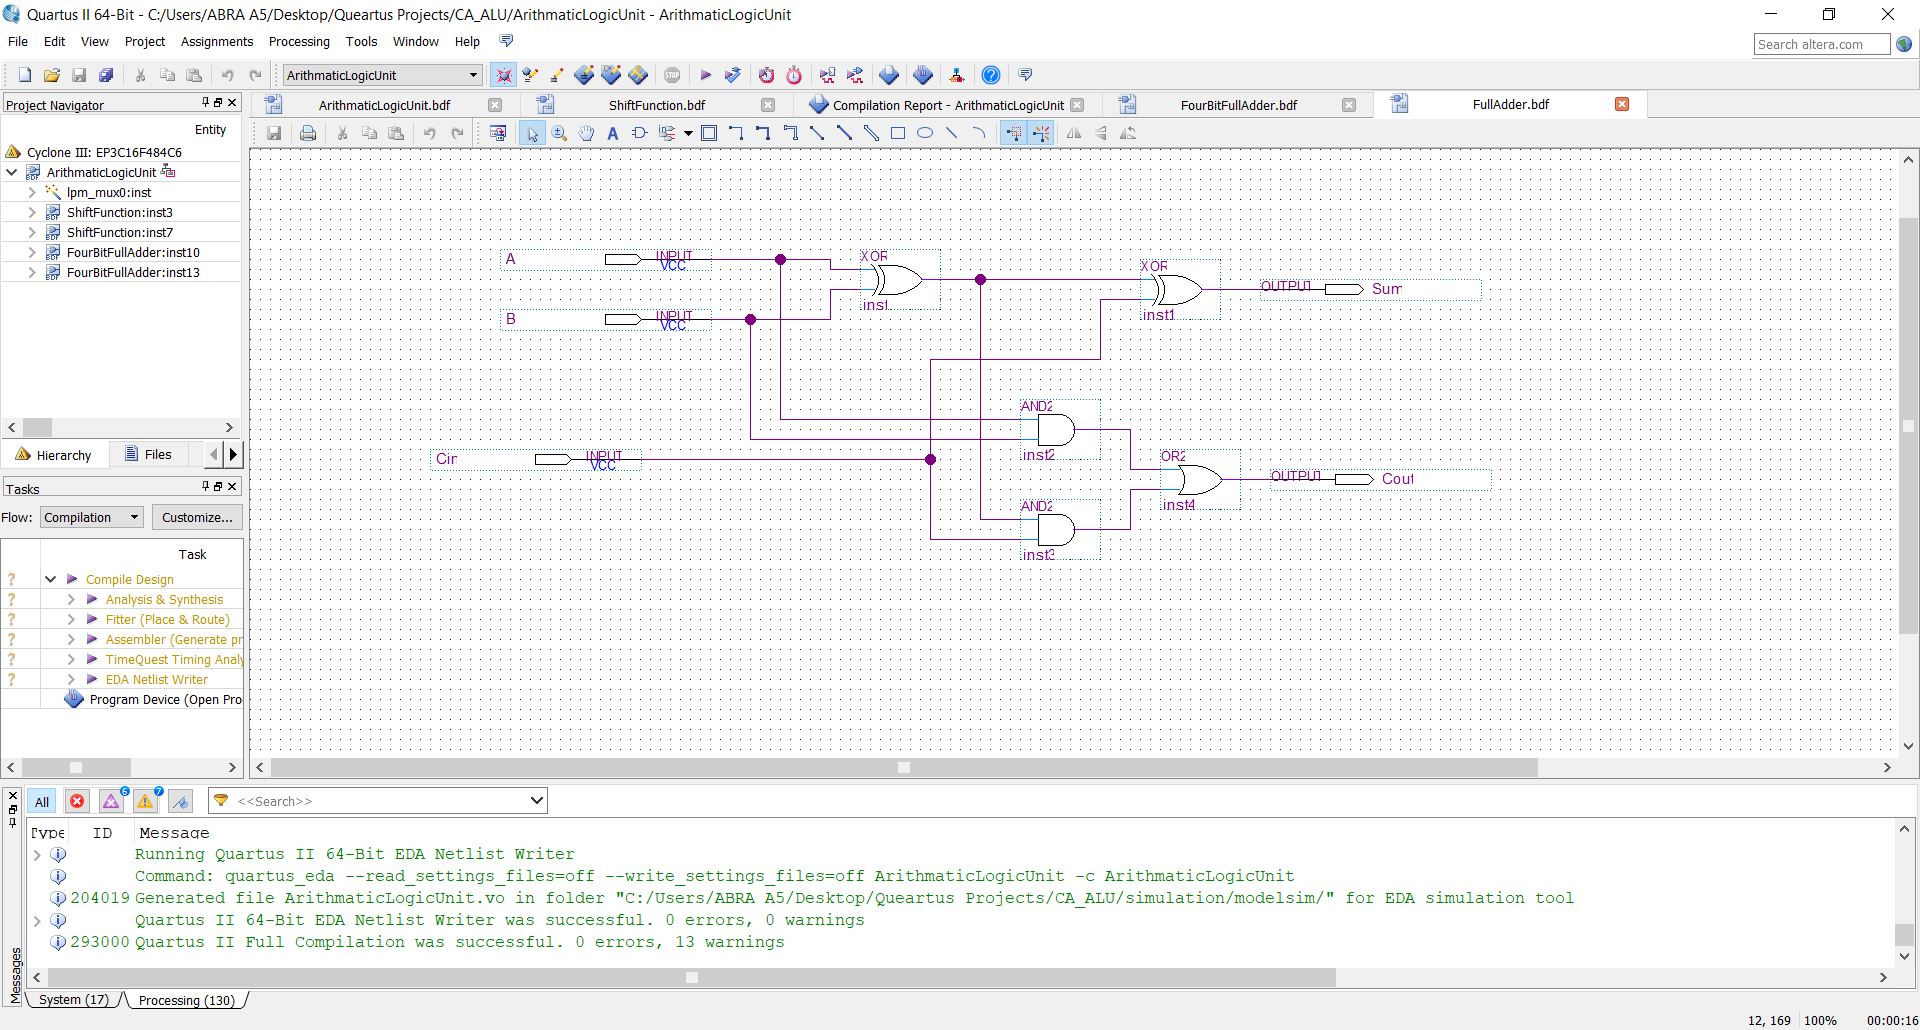 Quartus II 64-Bit - C:/Users/ABRA A5/Desktop/Queartus Projects/CA_ALU/ArithmaticLogicUnit - ArithmaticLogicUnit
File Edit View Project Assignments Processing Tools Window Help
Search altera.com
ArithmaticLogicUnit
STOP
Project Navigator
ArithmaticLogicUnit.bdf
ShiftFunction.bdf
Compilation Report - ArithmaticLogicUnit
FourBitFullAdder.bdf
FullAdder.bdf
Entity
Cyclone III: EP3C16F484C6
ArithmaticLogicUnit
lpm_mux0:inst
ShiftFunction:inst3
ShiftFunction:inst7
FourBitFullAdder:inst10
FourBitFullAdder:inst13
Hierarchy
Files
Tasks
Flow: Compilation Customize...
Task
Compile Design
Analysis & Synthesis
Fitter (Place & Route)
Assembler (Generate pr
TimeQuest Timing Analy
EDA Netlist Writer
Program Device (Open Pro
A INPUT VCC
B INPUT VCC
Cin INPUT VCC
XOR
inst
XOR
inst1
OUTPUT Sum
AND2
inst2
AND2
inst3
OR2
inst4
OUTPUT Cout
All
6
7
<<Search>>
Type ID Message
Running Quartus II 64-Bit EDA Netlist Writer
Command: quartus_eda --read_settings_files=off --write_settings_files=off ArithmaticLogicUnit -c ArithmaticLogicUnit
204019 Generated file ArithmaticLogicUnit.vo in folder "C:/Users/ABRA A5/Desktop/Queartus Projects/CA_ALU/simulation/modelsim/" for EDA simulation tool
Quartus II 64-Bit EDA Netlist Writer was successful. 0 errors, 0 warnings
293000 Quartus II Full Compilation was successful. 0 errors, 13 warnings
Messages
System (17)
Processing (130)
12, 169 100% 00:00:16